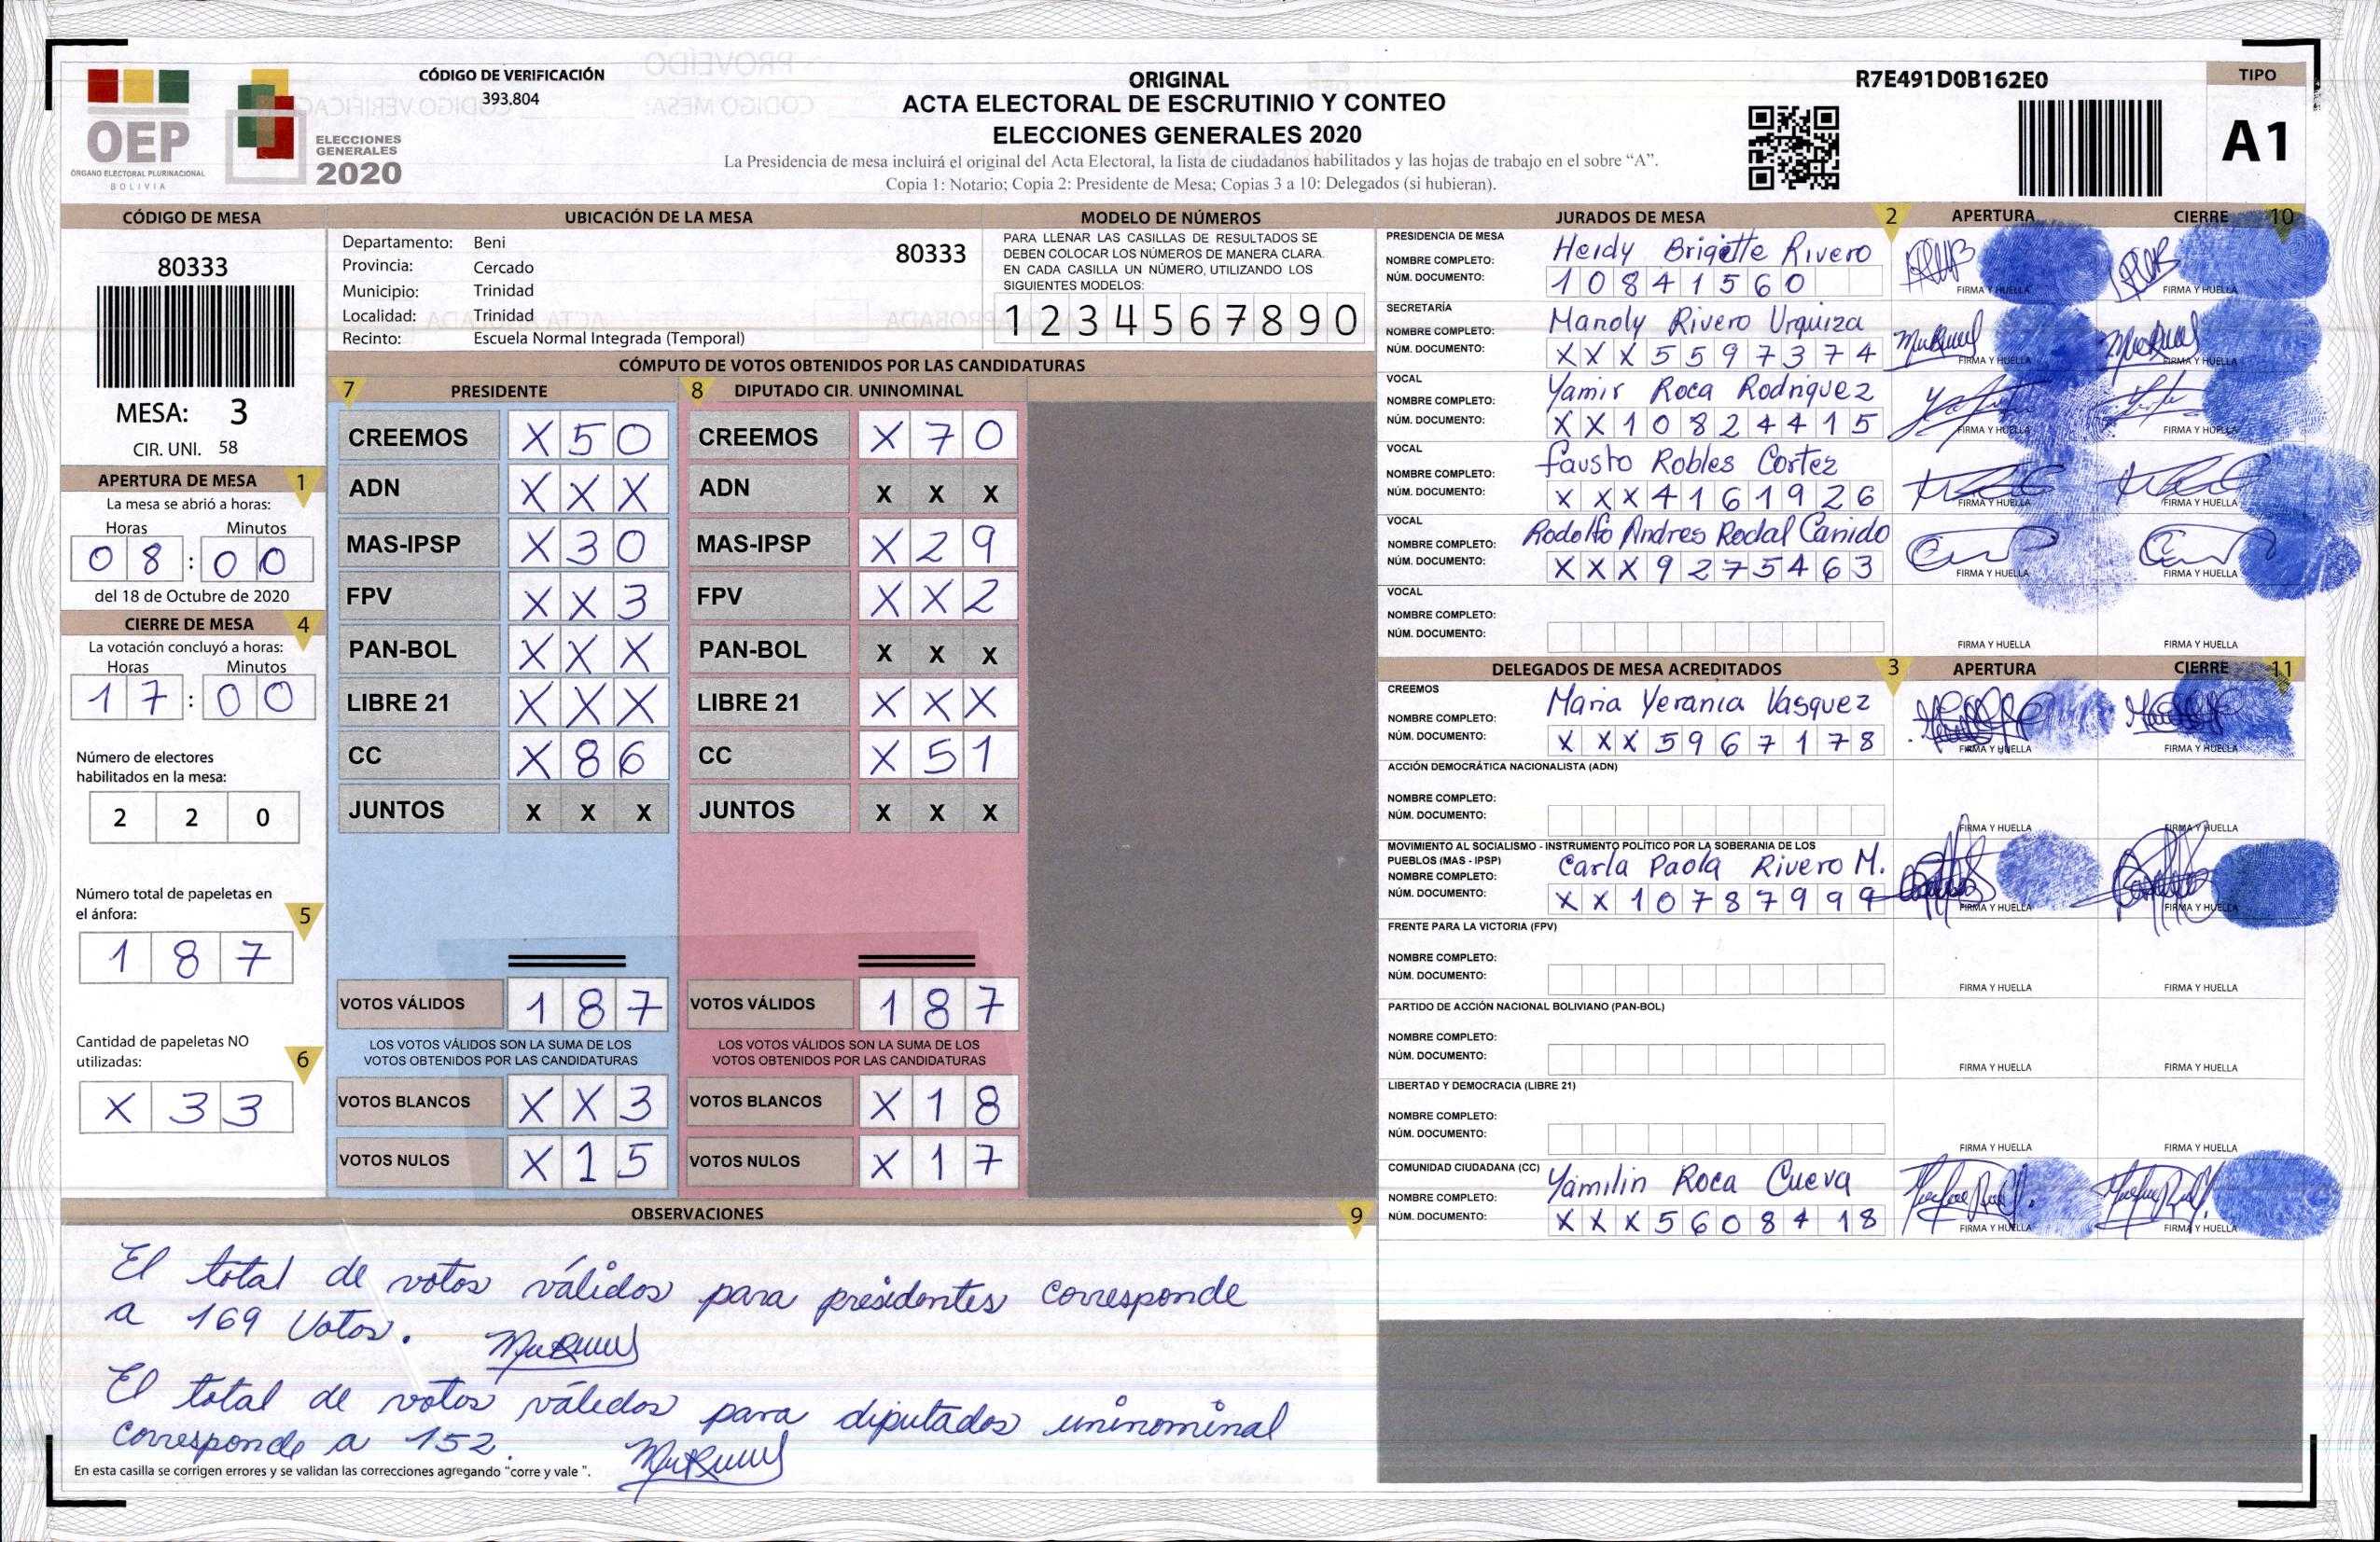 CÓDIGO DE VERIFICACIÓN
393.804
OEP
ÓRGANO ELECTORAL PLURINACIONAL
BOLIVIA
ELECCIONES
GENERALES
2020
ORIGINAL
ACTA ELECTORAL DE ESCRUTINIO Y CONTEO
ELECCIONES GENERALES 2020
La Presidencia de mesa incluirá el original del Acta Electoral, la lista de ciudadanos habilitados y las hojas de trabajo en el sobre “A”.
Copia 1: Notario; Copia 2: Presidente de Mesa; Copias 3 a 10: Delegados (si hubieran).
R7E491D0B162E0
TIPO
A1
CÓDIGO DE MESA
80333
MESA: 3
CIR. UNI. 58
APERTURA DE MESA 1
La mesa se abrió a horas:
Horas Minutos
08:00
del 18 de Octubre de 2020
CIERRE DE MESA 4
La votación concluyó a horas:
Horas Minutos
17:00
Número de electores
habilitados en la mesa:
2 2 0
Número total de papeletas en
el ánfora: 5
1 8 7
Cantidad de papeletas NO
utilizadas: 6
X 3 3
UBICACIÓN DE LA MESA
Departamento: Beni 80333
Provincia: Cercado
Municipio: Trinidad
Localidad: Trinidad
Recinto: Escuela Normal Integrada (Temporal)
MODELO DE NÚMEROS
PARA LLENAR LAS CASILLAS DE RESULTADOS SE
DEBEN COLOCAR LOS NÚMEROS DE MANERA CLARA.
EN CADA CASILLA UN NÚMERO, UTILIZANDO LOS
SIGUIENTES MODELOS:
1 2 3 4 5 6 7 8 9 0
CÓMPUTO DE VOTOS OBTENIDOS POR LAS CANDIDATURAS
7 PRESIDENTE 8 DIPUTADO CIR. UNINOMINAL
CREEMOS X 5 0 CREEMOS X 7 0
ADN X X X ADN X X X
MAS-IPSP X 3 0 MAS-IPSP X 2 9
FPV X X 3 FPV X X 2
PAN-BOL X X X PAN-BOL X X X
LIBRE 21 X X X LIBRE 21 X X X
CC X 8 6 CC X 5 1
JUNTOS X X X JUNTOS X X X
VOTOS VÁLIDOS 1 8 7 VOTOS VÁLIDOS 1 8 7
LOS VOTOS VÁLIDOS SON LA SUMA DE LOS LOS VOTOS VÁLIDOS SON LA SUMA DE LOS
VOTOS OBTENIDOS POR LAS CANDIDATURAS VOTOS OBTENIDOS POR LAS CANDIDATURAS
VOTOS BLANCOS X X 3 VOTOS BLANCOS X 1 8
VOTOS NULOS X 1 5 VOTOS NULOS X 1 7
OBSERVACIONES 9
El total de votos válidos para presidentes corresponde
a 169 Votos.
El total de votos válidos para diputados uninominal
corresponde a 152.
En esta casilla se corrigen errores y se validan las correcciones agregando "corre y vale ".
JURADOS DE MESA 2 APERTURA CIERRE 10
PRESIDENCIA DE MESA
NOMBRE COMPLETO: Heidy Brigitte Rivero
NÚM. DOCUMENTO: 1 0 8 4 1 5 6 0
FIRMA Y HUELLA FIRMA Y HUELLA
SECRETARÍA
NOMBRE COMPLETO: Manoly Rivero Urquiza
NÚM. DOCUMENTO: X X X 5 5 9 7 3 7 4
FIRMA Y HUELLA FIRMA Y HUELLA
VOCAL
NOMBRE COMPLETO: Yamir Roca Rodriguez
NÚM. DOCUMENTO: X X 1 0 8 2 4 4 1 5
FIRMA Y HUELLA FIRMA Y HUELLA
VOCAL
NOMBRE COMPLETO: Fausto Robles Cortez
NÚM. DOCUMENTO: X X X 4 1 6 1 9 2 6
FIRMA Y HUELLA FIRMA Y HUELLA
VOCAL
NOMBRE COMPLETO: Rodolfo Andres Rodal Canido
NÚM. DOCUMENTO: X X X 9 2 7 5 4 6 3
FIRMA Y HUELLA FIRMA Y HUELLA
VOCAL
NOMBRE COMPLETO:
NÚM. DOCUMENTO:
FIRMA Y HUELLA FIRMA Y HUELLA
DELEGADOS DE MESA ACREDITADOS 3 APERTURA CIERRE 11
CREEMOS
NOMBRE COMPLETO: Maria Yerania Vasquez
NÚM. DOCUMENTO: X X X 5 9 6 7 1 7 8
FIRMA Y HUELLA FIRMA Y HUELLA
ACCIÓN DEMOCRÁTICA NACIONALISTA (ADN)
NOMBRE COMPLETO:
NÚM. DOCUMENTO:
FIRMA Y HUELLA FIRMA Y HUELLA
MOVIMIENTO AL SOCIALISMO - INSTRUMENTO POLÍTICO POR LA SOBERANIA DE LOS
PUEBLOS (MAS - IPSP)
NOMBRE COMPLETO: Carla Paola Rivero M.
NÚM. DOCUMENTO: X X 1 0 7 8 7 9 9 9
FIRMA Y HUELLA FIRMA Y HUELLA
FRENTE PARA LA VICTORIA (FPV)
NOMBRE COMPLETO:
NÚM. DOCUMENTO:
FIRMA Y HUELLA FIRMA Y HUELLA
PARTIDO DE ACCIÓN NACIONAL BOLIVIANO (PAN-BOL)
NOMBRE COMPLETO:
NÚM. DOCUMENTO:
FIRMA Y HUELLA FIRMA Y HUELLA
LIBERTAD Y DEMOCRACIA (LIBRE 21)
NOMBRE COMPLETO:
NÚM. DOCUMENTO:
FIRMA Y HUELLA FIRMA Y HUELLA
COMUNIDAD CIUDADANA (CC)
NOMBRE COMPLETO: Yamilin Roca Cueva
NÚM. DOCUMENTO: X X X 5 6 0 8 4 1 8
FIRMA Y HUELLA FIRMA Y HUELLA